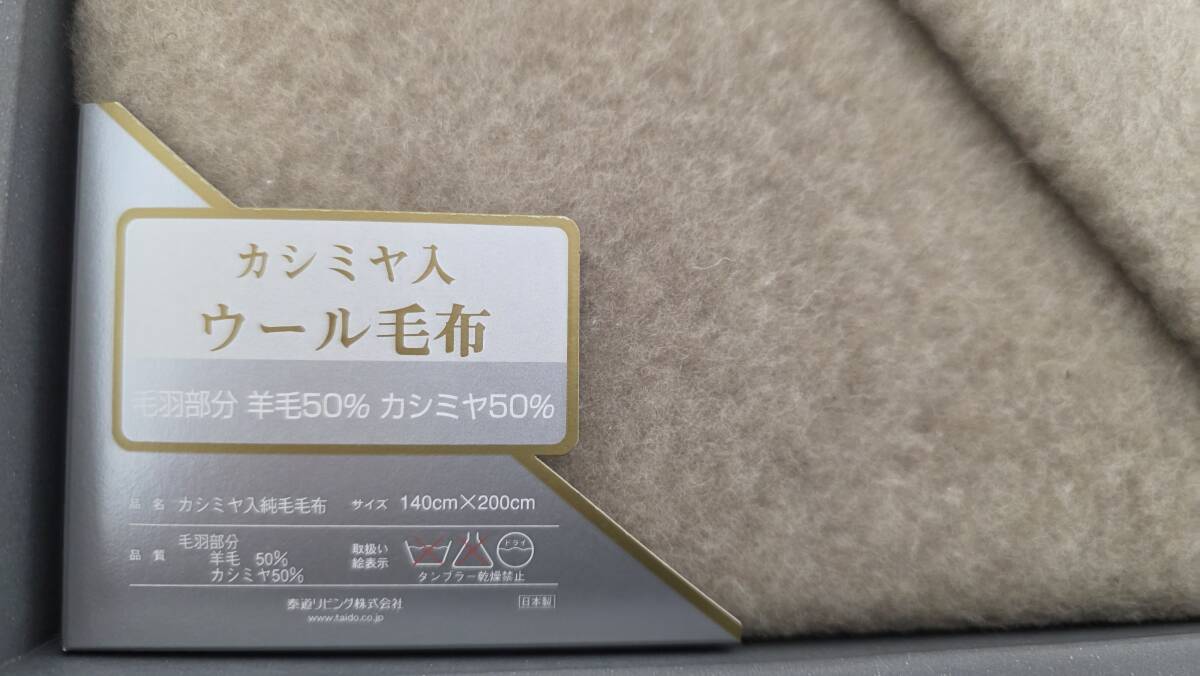 カシミヤ入
ウール毛布
毛羽部分 羊毛50% カシミヤ50%
品名 カシミヤ入純毛毛布 サイズ 140cm×200cm
品質 毛羽部分
羊毛 50%
カシミヤ50%
取扱い
絵表示
ドライ
タンブラー乾燥禁止
泰道リビング株式会社
www.taido.co.jp
日本製